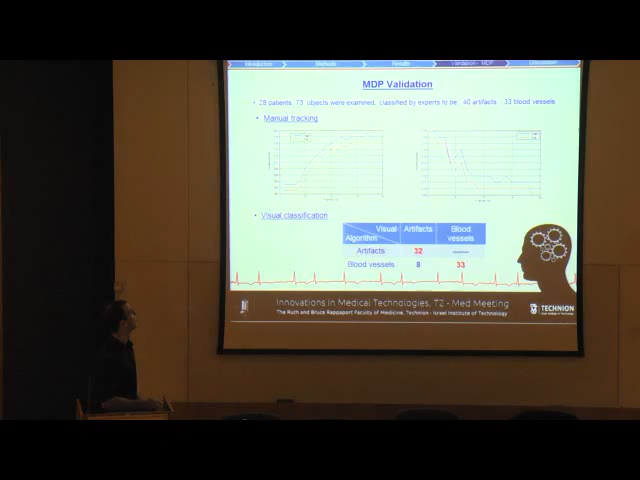 Introduction Methods Results Validation - MDP Discussion
MDP Validation
• 28 patients, 73 objects were examined, classified by experts to be: 40 artifacts 33 blood vessels
• Manual tracking
• Visual classification
Visual Artifacts Blood vessels
Algorithm
Artifacts 32
Blood vessels 8 33
Innovations in Medical Technologies, T2 - Med Meeting
The Ruth and Bruce Rappaport Faculty of Medicine, Technion - Israel Institute of Technology
TECHNION